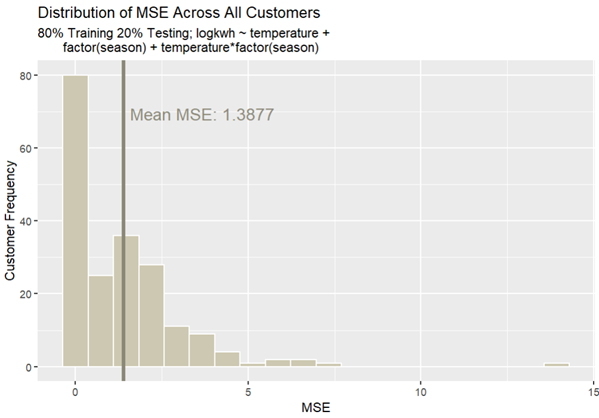 Distribution of MSE Across All Customers
80% Training 20% Testing; logkwh ~ temperature +
factor(season) + temperature*factor(season)
Mean MSE: 1.3877
80
60
40
20
0
Customer Frequency
0 5 10 15
MSE